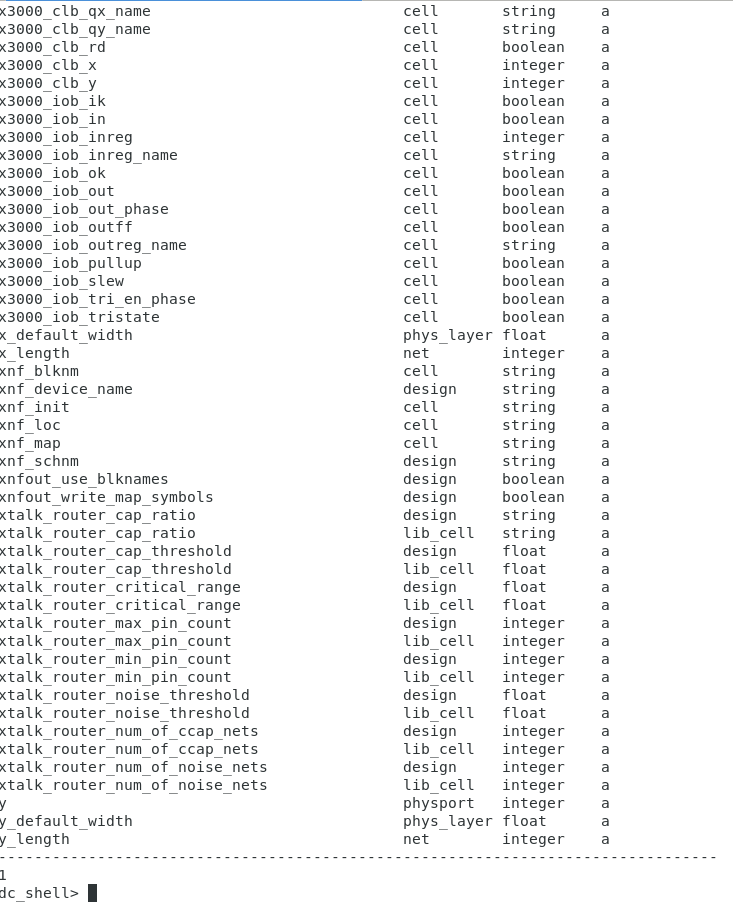 x3000_clb_qx_name cell string a
x3000_clb_qy_name cell string a
x3000_clb_rd cell boolean a
x3000_clb_x cell integer a
x3000_clb_y cell integer a
x3000_iob_ik cell boolean a
x3000_iob_in cell boolean a
x3000_iob_inreg cell integer a
x3000_iob_inreg_name cell string a
x3000_iob_ok cell boolean a
x3000_iob_out cell boolean a
x3000_iob_out_phase cell boolean a
x3000_iob_outff cell boolean a
x3000_iob_outreg_name cell string a
x3000_iob_pullup cell boolean a
x3000_iob_slew cell boolean a
x3000_iob_tri_en_phase cell boolean a
x3000_iob_tristate cell boolean a
x_default_width phys_layer float a
x_length net integer a
xnf_blknm cell string a
xnf_device_name design string a
xnf_init cell string a
xnf_loc cell string a
xnf_map cell string a
xnf_schnm design string a
xnfout_use_blknames design boolean a
xnfout_write_map_symbols design boolean a
xtalk_router_cap_ratio design string a
xtalk_router_cap_ratio lib_cell string a
xtalk_router_cap_threshold design float a
xtalk_router_cap_threshold lib_cell float a
xtalk_router_critical_range design float a
xtalk_router_critical_range lib_cell float a
xtalk_router_max_pin_count design integer a
xtalk_router_max_pin_count lib_cell integer a
xtalk_router_min_pin_count design integer a
xtalk_router_min_pin_count lib_cell integer a
xtalk_router_noise_threshold design float a
xtalk_router_noise_threshold lib_cell float a
xtalk_router_num_of_ccap_nets design integer a
xtalk_router_num_of_ccap_nets lib_cell integer a
xtalk_router_num_of_noise_nets design integer a
xtalk_router_num_of_noise_nets lib_cell integer a
y physport integer a
y_default_width phys_layer float a
y_length net integer a
--------------------------------------------------------------------------------
1
dc_shell>